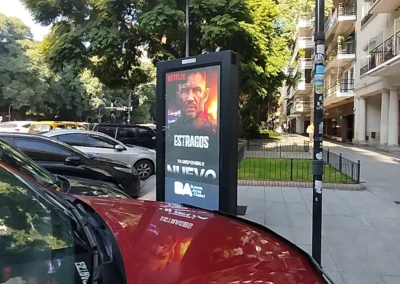 NETFLIX
ESTRAGOS
YA DISPONIBLE
NUEVO
BA